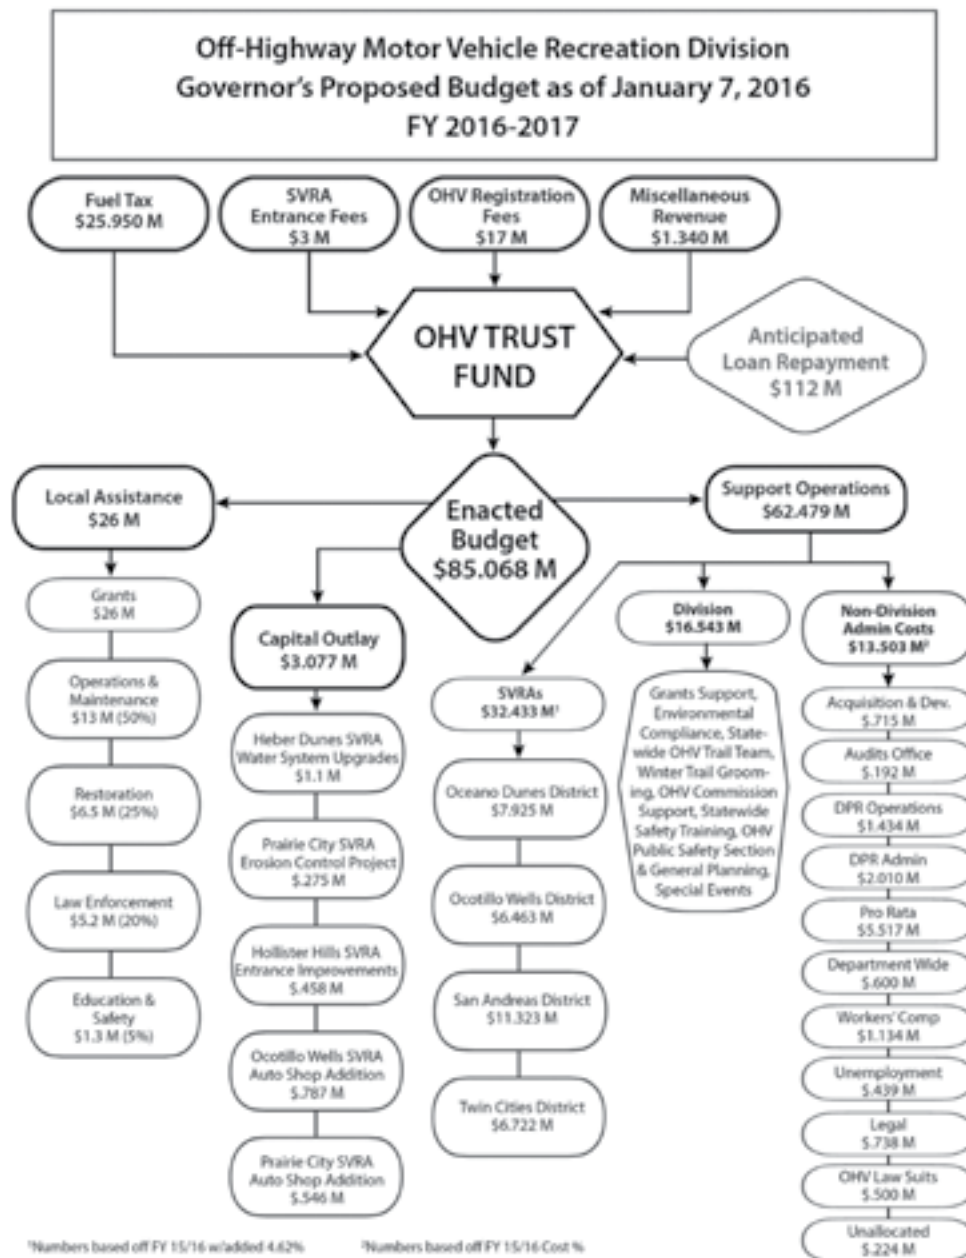 Off-Highway Motor Vehicle Recreation Division
Governor's Proposed Budget as of January 7, 2016
FY 2016-2017
Fuel Tax
$25.950 M
SVRA
Entrance Fees
$3 M
OHV Registration
Fees
$17 M
Miscellaneous
Revenue
$1.340 M
OHV TRUST
FUND
Anticipated
Loan Repayment
$112 M
Local Assistance
$26 M
Enacted
Budget
$85.068 M
Support Operations
$62.479 M
Grants
$26 M
Operations &
Maintenance
$13 M (50%)
Restoration
$6.5 M (25%)
Law Enforcement
$5.2 M (20%)
Education &
Safety
$1.3 M (5%)
Capital Outlay
$3.077 M
Heber Dunes SVRA
Water System Upgrades
$1.1 M
Prairie City SVRA
Erosion Control Project
$.275 M
Hollister Hills SVRA
Entrance Improvements
$.458 M
Ocotillo Wells SVRA
Auto Shop Addition
$.787 M
Prairie City SVRA
Auto Shop Addition
$.546 M
SVRAs
$32.433 M¹
Oceano Dunes District
$7.925 M
Ocotillo Wells District
$6.463 M
San Andreas District
$11.323 M
Twin Cities District
$6.722 M
Division
$16.543 M
Grants Support,
Environmental
Compliance, State-
wide OHV Trail Team,
Winter Trail Groom-
ing, OHV Commission
Support, Statewide
Safety Training, OHV
Public Safety Section
& General Planning,
Special Events
Non-Division
Admin Costs
$13.503 M²
Acquisition & Dev.
$.715 M
Audits Office
$.192 M
DPR Operations
$1.434 M
DPR Admin
$2.010 M
Pro Rata
$5.517 M
Department Wide
$.600 M
Workers' Comp
$1.134 M
Unemployment
$.439 M
Legal
$.738 M
OHV Law Suits
$.500 M
Unallocated
$.224 M
¹Numbers based off FY 15/16 w/added 4.62%
²Numbers based off FY 15/16 Cost %